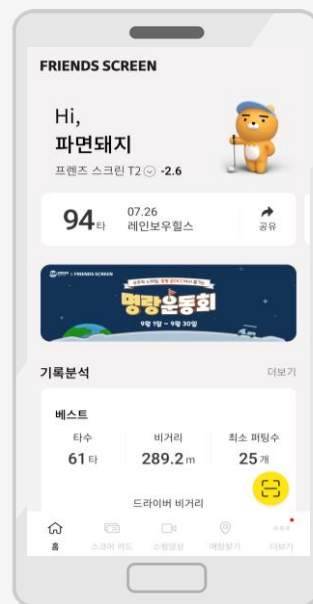 FRIENDS SCREEN
Hi,
파면돼지
프렌즈 스크린 T2 -2.6
94타
07.26
레인보우힐스
공유
x FRIENDS SCREEN
명랑운동회
9월 1일 ~ 9월 30일
기록분석 더보기
베스트
타수 비거리 최소 퍼팅수
61 타 289.2 m 25 개
드라이버 비거리
홈 스코어 카드 스윙영상 매장찾기 더보기